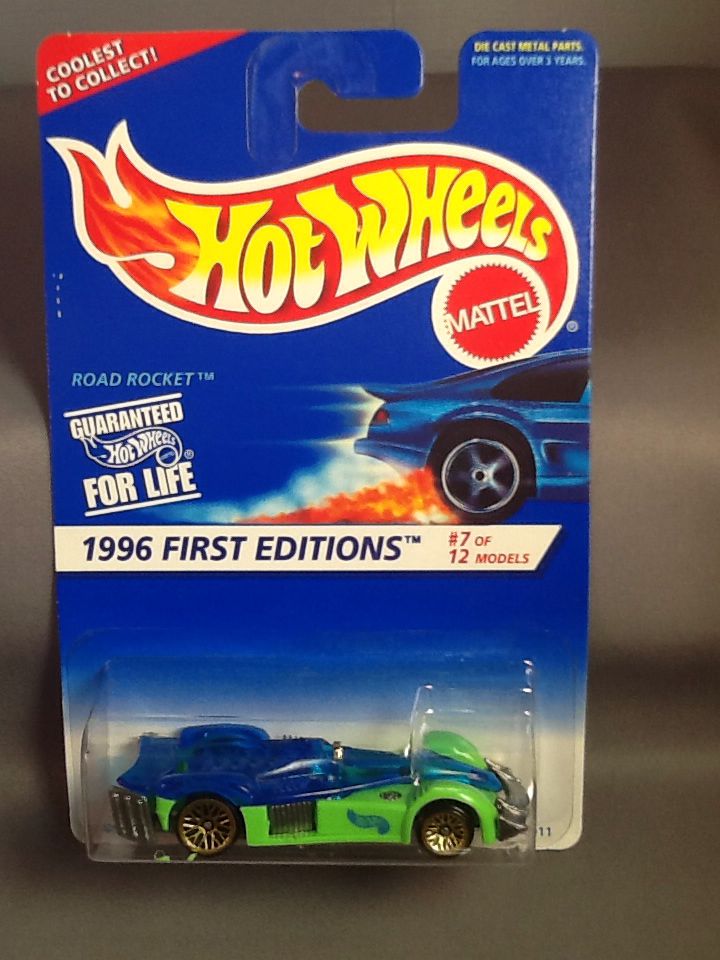 COOLEST
TO COLLECT!
DIE CAST METAL PARTS.
FOR AGES OVER 3 YEARS.
HOT WHEELS
MATTEL
®
ROAD ROCKET™
GUARANTEED
HOT WHEELS®
FOR LIFE
1996 FIRST EDITIONS™
#7 OF
12 MODELS
11